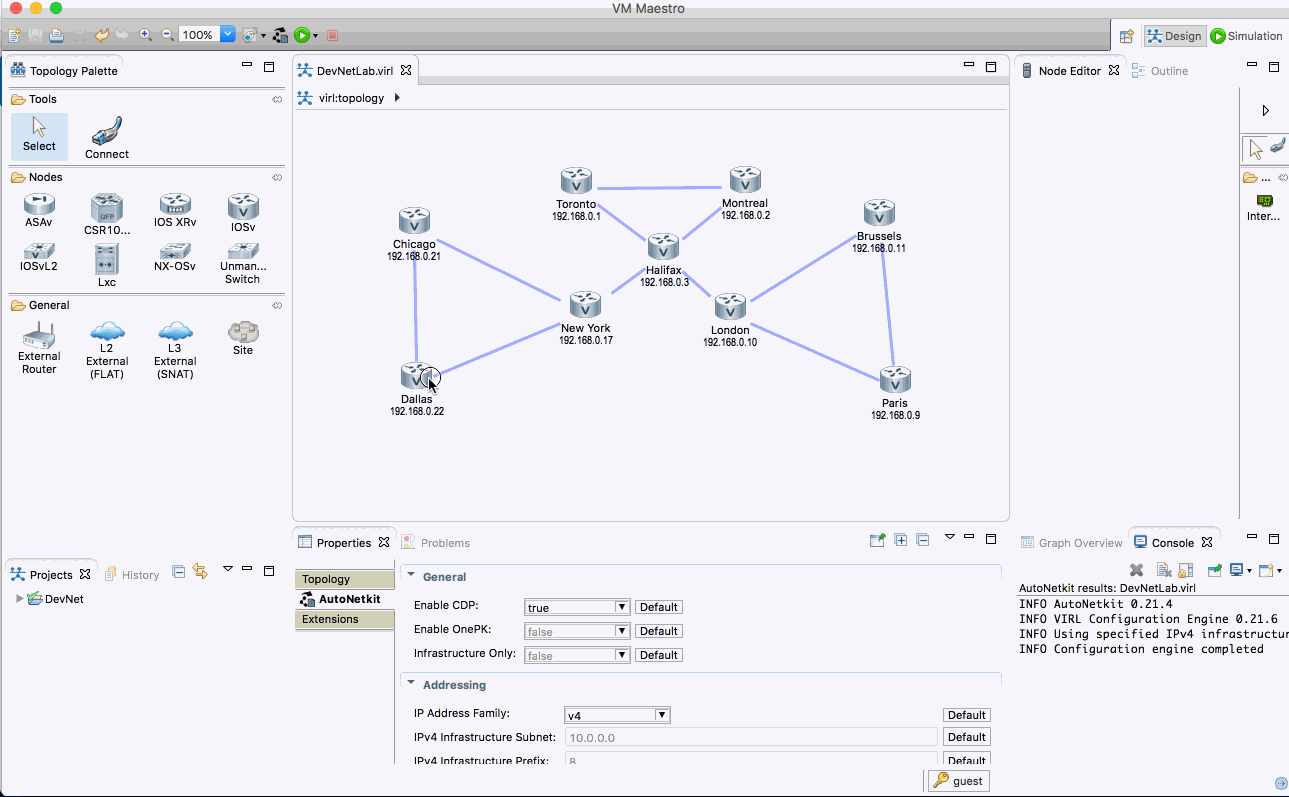 VM Maestro
100%
Design
Simulation
Topology Palette
Tools
Select
Connect
Nodes
ASAv
CSR10...
IOS XRv
IOSv
IOSvL2
Lxc
NX-OSv
Unman...
Switch
General
External
Router
L2
External
(FLAT)
L3
External
(SNAT)
Site
Projects
History
DevNet
DevNetLab.virl
virl:topology
Toronto
192.168.0.1
Montreal
192.168.0.2
Chicago
192.168.0.21
Brussels
192.168.0.11
Halifax
192.168.0.3
New York
192.168.0.17
London
192.168.0.10
Dallas
192.168.0.22
Paris
192.168.0.9
Node Editor
Outline
...
Inter...
Properties
Problems
Topology
AutoNetkit
Extensions
General
Enable CDP: true Default
Enable OnePK: false Default
Infrastructure Only: false Default
Addressing
IP Address Family: v4 Default
IPv4 Infrastructure Subnet: 10.0.0.0 Default
IPv4 Infrastructure Prefix: 8 Default
guest
Graph Overview
Console
AutoNetkit results: DevNetLab.virl
INFO AutoNetkit 0.21.4
INFO VIRL Configuration Engine 0.21.6
INFO Using specified IPv4 infrastructur
INFO Configuration engine completed